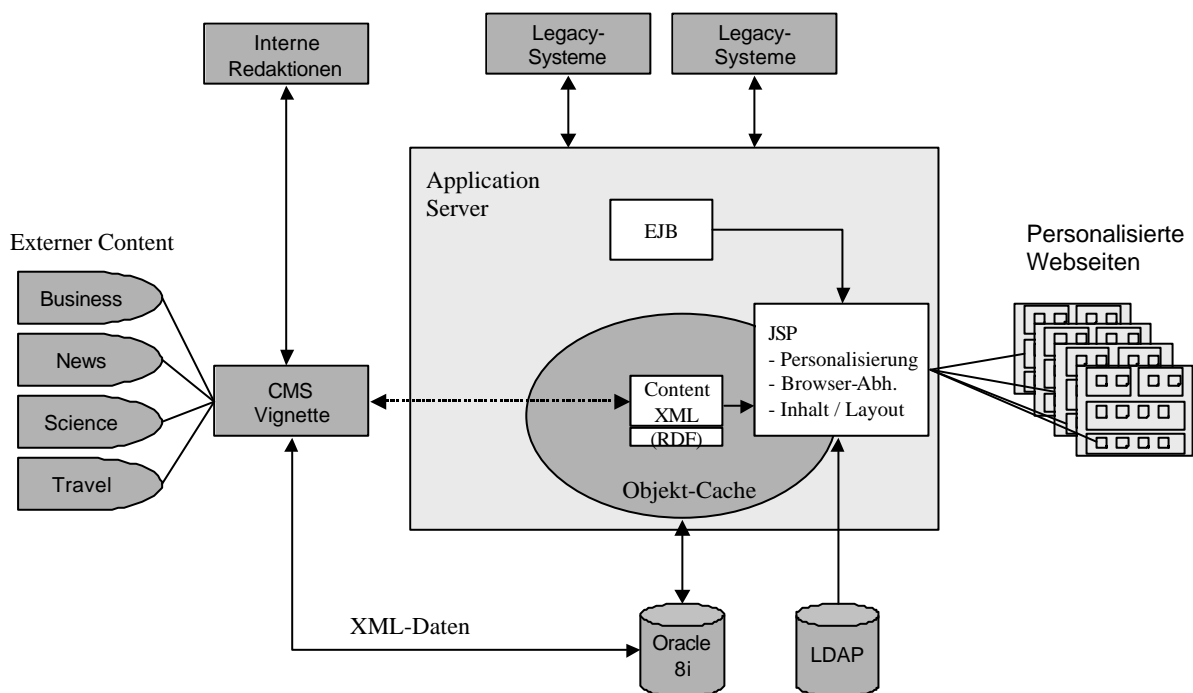 Interne
Redaktionen
Legacy-
Systeme
Legacy-
Systeme
Application
Server
EJB
Externer Content
Business
News
Science
Travel
CMS
Vignette
Content
XML
(RDF)
Objekt-Cache
JSP
- Personalisierung
- Browser-Abh.
- Inhalt / Layout
Personalisierte
Webseiten
XML-Daten
Oracle
8i
LDAP